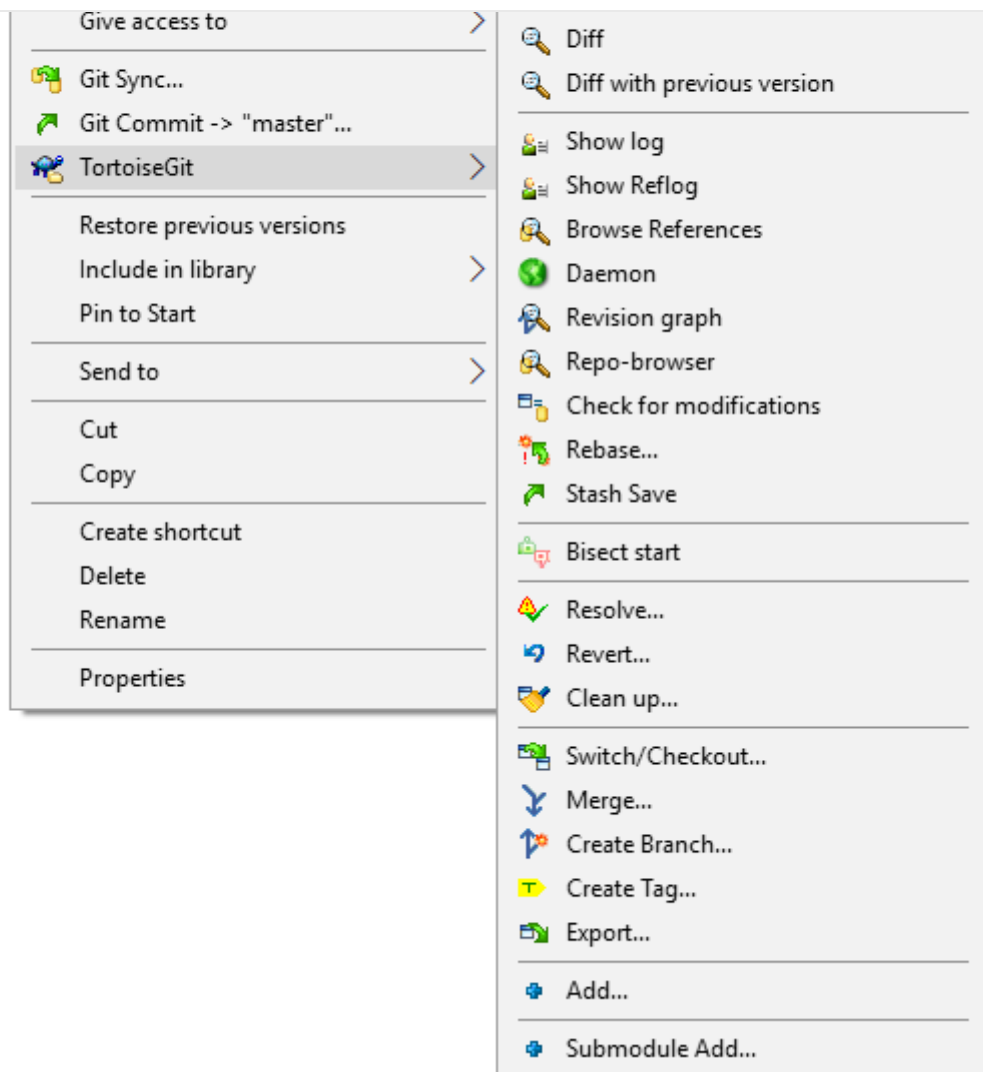 Give access to
Git Sync...
Git Commit -> "master"...
TortoiseGit
Restore previous versions
Include in library
Pin to Start
Send to
Cut
Copy
Create shortcut
Delete
Rename
Properties
Diff
Diff with previous version
Show log
Show Reflog
Browse References
Daemon
Revision graph
Repo-browser
Check for modifications
Rebase...
Stash Save
Bisect start
Resolve...
Revert...
Clean up...
Switch/Checkout...
Merge...
Create Branch...
Create Tag...
Export...
Add...
Submodule Add...